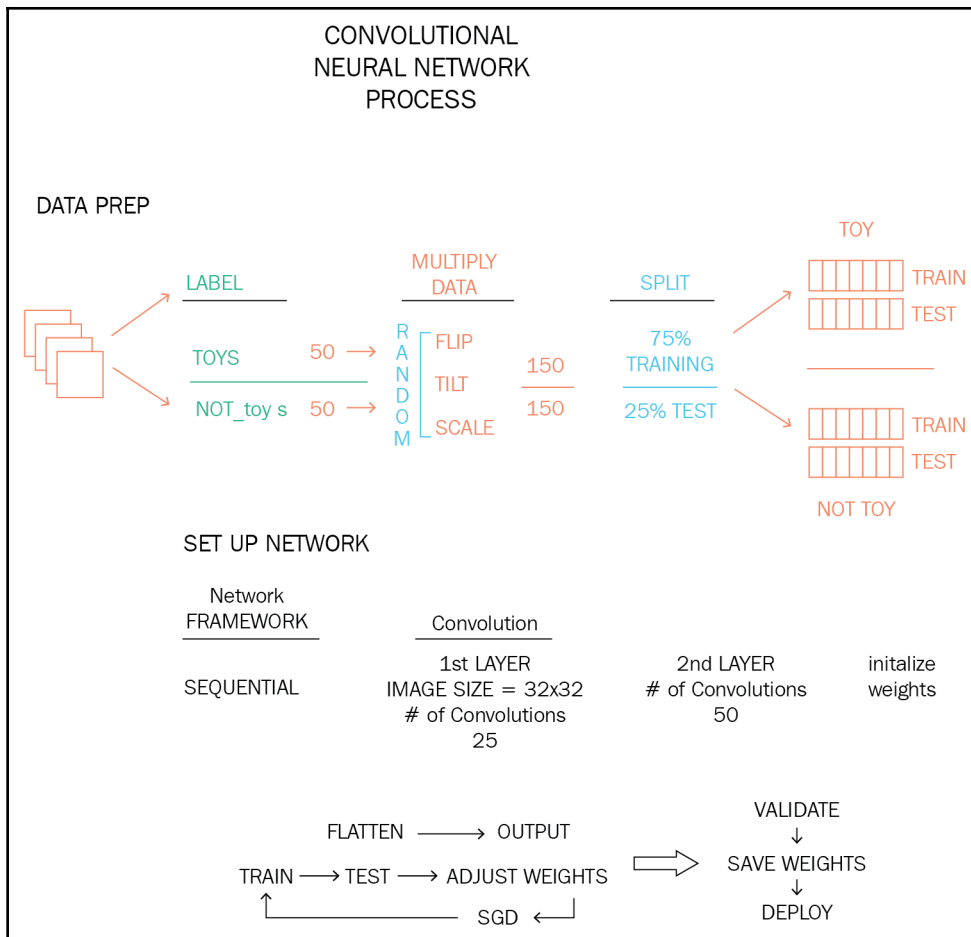 CONVOLUTIONAL
NEURAL NETWORK
PROCESS
DATA PREP
LABEL
TOYS
NOT_toy s
50
50
MULTIPLY
DATA
RANDOM
FLIP
TILT
SCALE
150
150
SPLIT
75%
TRAINING
25% TEST
TOY
TRAIN
TEST
TRAIN
TEST
NOT TOY
SET UP NETWORK
Network
FRAMEWORK
SEQUENTIAL
Convolution
1st LAYER
IMAGE SIZE = 32x32
# of Convolutions
25
2nd LAYER
# of Convolutions
50
initalize
weights
FLATTEN
OUTPUT
TRAIN
TEST
ADJUST WEIGHTS
SGD
VALIDATE
SAVE WEIGHTS
DEPLOY